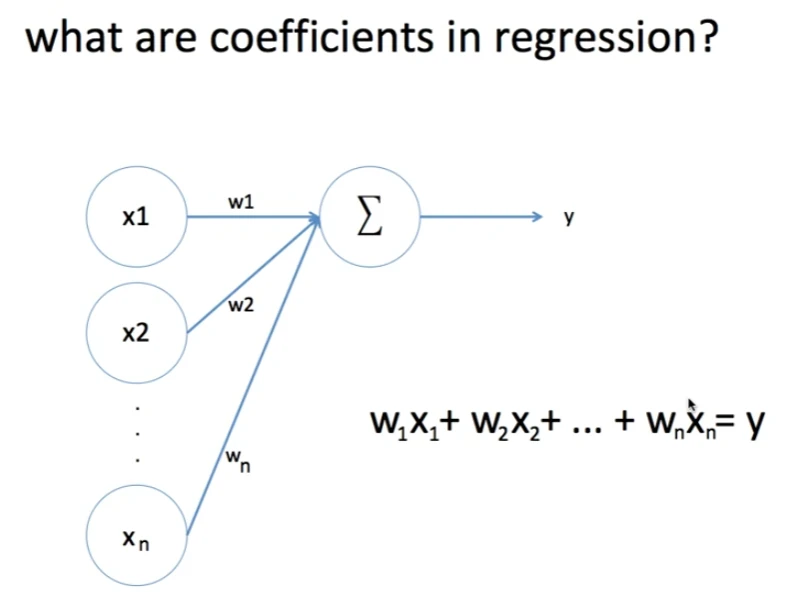 what are coefficients in regression?
x1
w1
Σ
y
x2
w2
w₁x₁+ w₂x₂+ ... + wₙxₙ= y
wₙ
xₙ